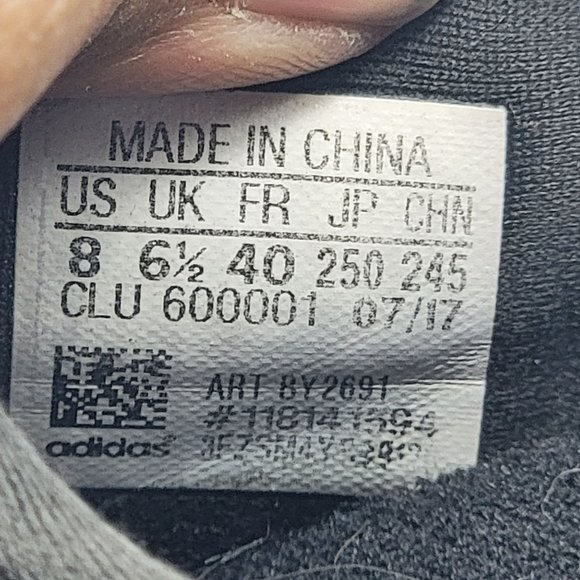 MADE IN CHINA
US UK FR JP CHN
8 6½ 40 250 245
CLU 600001 07/17
ART BY2691
adidas